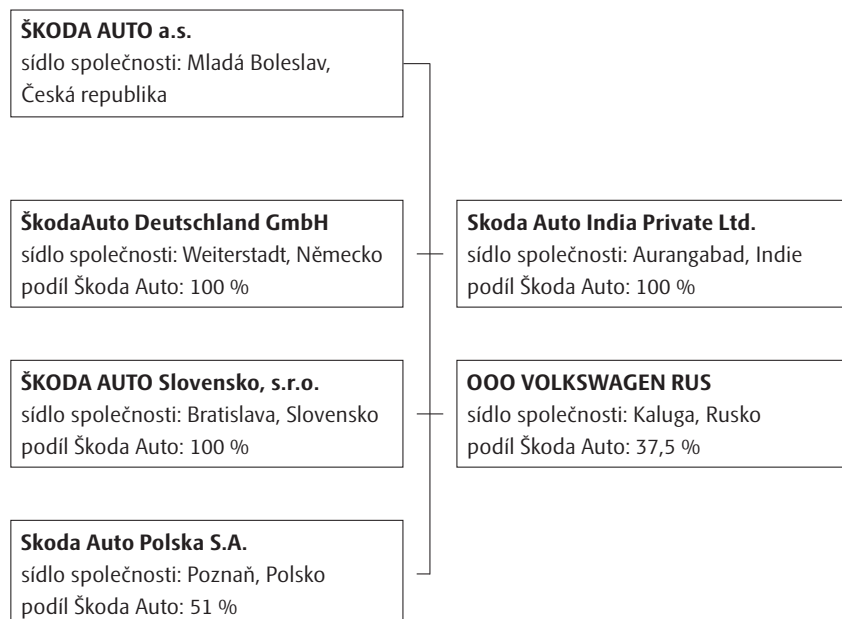 ŠKODA AUTO a.s.
sídlo společnosti: Mladá Boleslav,
Česká republika
ŠkodaAuto Deutschland GmbH
sídlo společnosti: Weiterstadt, Německo
podíl Škoda Auto: 100 %
Skoda Auto India Private Ltd.
sídlo společnosti: Aurangabad, Indie
podíl Škoda Auto: 100 %
ŠKODA AUTO Slovensko, s.r.o.
sídlo společnosti: Bratislava, Slovensko
podíl Škoda Auto: 100 %
OOO VOLKSWAGEN RUS
sídlo společnosti: Kaluga, Rusko
podíl Škoda Auto: 37,5 %
Skoda Auto Polska S.A.
sídlo společnosti: Poznaň, Polsko
podíl Škoda Auto: 51 %